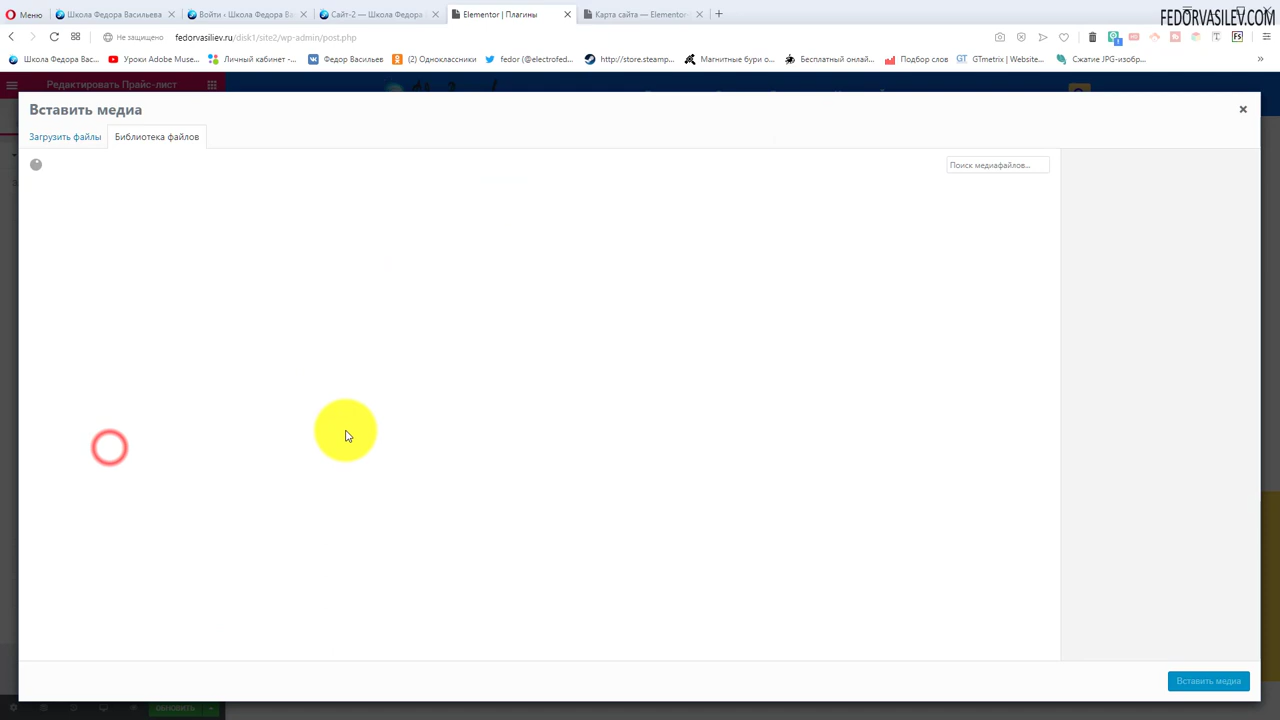 Меню
Школа Федора Васильева
Войти ‹ Школа Федора Ва
Сайт-2 — Школа Федора
Elementor | Плагины
Карта сайта — Elementor
FEDORVASILEV.COM
Не защищено
fedorvasiliev.ru/disk1/site2/wp-admin/post.php
Школа Федора Вас...
Уроки Adobe Muse...
Личный кабинет -...
Федор Васильев
(2) Одноклассники
fedor (@electrofed...
http://store.steamp...
Магнитные бури о...
Бесплатный онлай...
Подбор слов
GTmetrix | Website...
Сжатие JPG-изобр...
Редактировать Прайс-лист
Вставить медиа
Загрузить файлы
Библиотека файлов
Поиск медиафайлов...
Вставить медиа
ОБНОВИТЬ